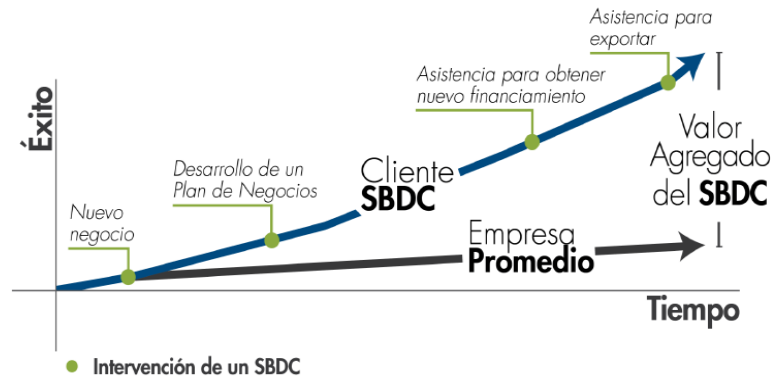 Asistencia para
exportar
Asistencia para obtener
nuevo financiamiento
Éxito
Valor
Agregado
del SBDC
Desarrollo de un
Plan de Negocios
Cliente
SBDC
Nuevo
negocio
Empresa
Promedio
Tiempo
Intervención de un SBDC